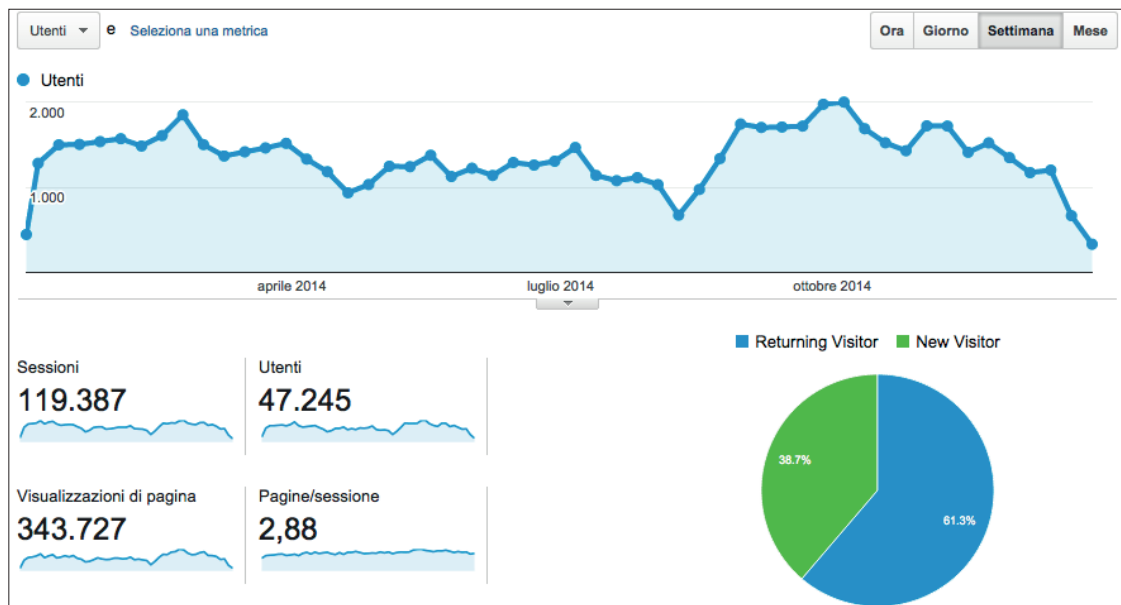 Utenti e Seleziona una metrica Ora Giorno Settimana Mese
Utenti
2.000
1.000
aprile 2014 luglio 2014 ottobre 2014
Returning Visitor New Visitor
Sessioni Utenti
119.387 47.245
Visualizzazioni di pagina Pagine/sessione
343.727 2,88
38.7%
61.3%